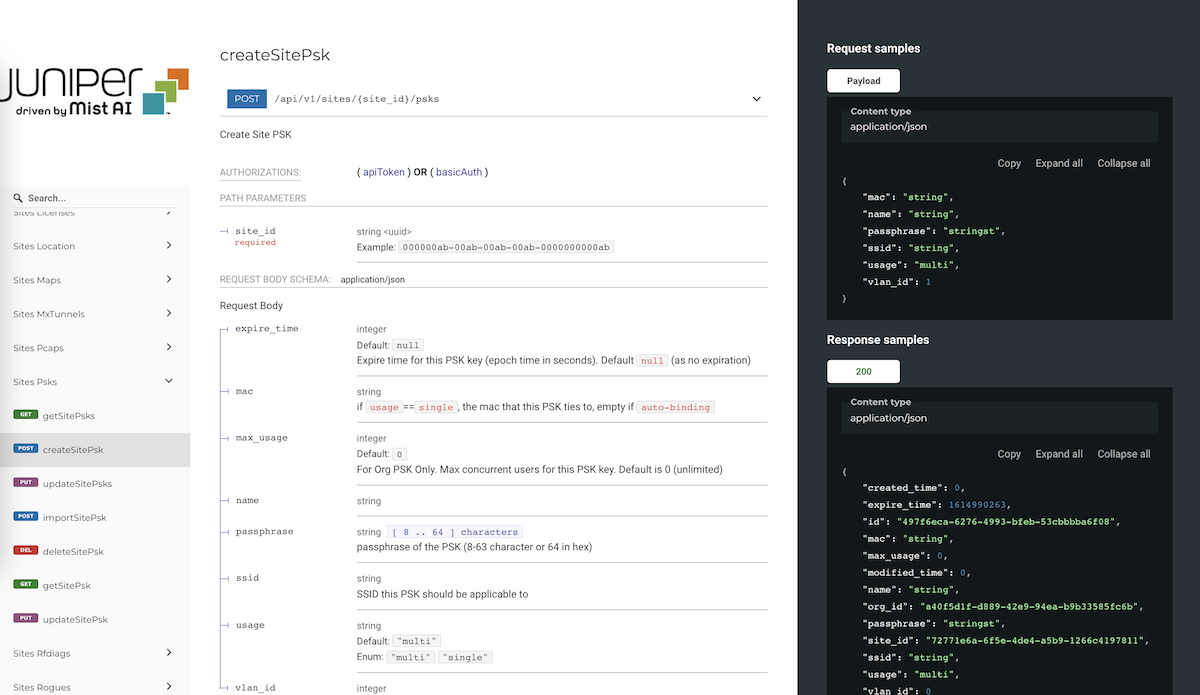 JUNIPEr
driven by Mist AI
™
Search...
Sites Licenses
Sites Location
Sites Maps
Sites MxTunnels
Sites Pcaps
Sites Psks
GET getSitePsks
POST createSitePsk
PUT updateSitePsks
POST importSitePsk
DEL deleteSitePsk
GET getSitePsk
PUT updateSitePsk
Sites Rfdiags
Sites Rogues
createSitePsk
POST /api/v1/sites/{site_id}/psks
Create Site PSK
AUTHORIZATIONS: ( apiToken ) OR ( basicAuth )
PATH PARAMETERS
site_id string <uuid>
required
Example: 000000ab-00ab-00ab-00ab-0000000000ab
REQUEST BODY SCHEMA: application/json
Request Body
expire_time integer
Default: null
Expire time for this PSK key (epoch time in seconds). Default null (as no expiration)
mac string
if usage==single, the mac that this PSK ties to, empty if auto-binding
max_usage integer
Default: 0
For Org PSK Only. Max concurrent users for this PSK key. Default is 0 (unlimited)
name string
passphrase string [ 8 .. 64 ] characters
passphrase of the PSK (8-63 character or 64 in hex)
ssid string
SSID this PSK should be applicable to
usage string
Default: "multi"
Enum: "multi" "single"
vlan_id integer
Request samples
Payload
Content type
application/json
Copy Expand all Collapse all
{
"mac": "string",
"name": "string",
"passphrase": "stringst",
"ssid": "string",
"usage": "multi",
"vlan_id": 1
}
Response samples
200
Content type
application/json
Copy Expand all Collapse all
{
"created_time": 0,
"expire_time": 1614990263,
"id": "497f6eca-6276-4993-bfeb-53cbbbba6f08",
"mac": "string",
"max_usage": 0,
"modified_time": 0,
"name": "string",
"org_id": "a40f5d1f-d889-42e9-94ea-b9b33585fc6b",
"passphrase": "stringst",
"site_id": "72771e6a-6f5e-4de4-a5b9-1266c4197811",
"ssid": "string",
"usage": "multi",
"vlan_id": 0